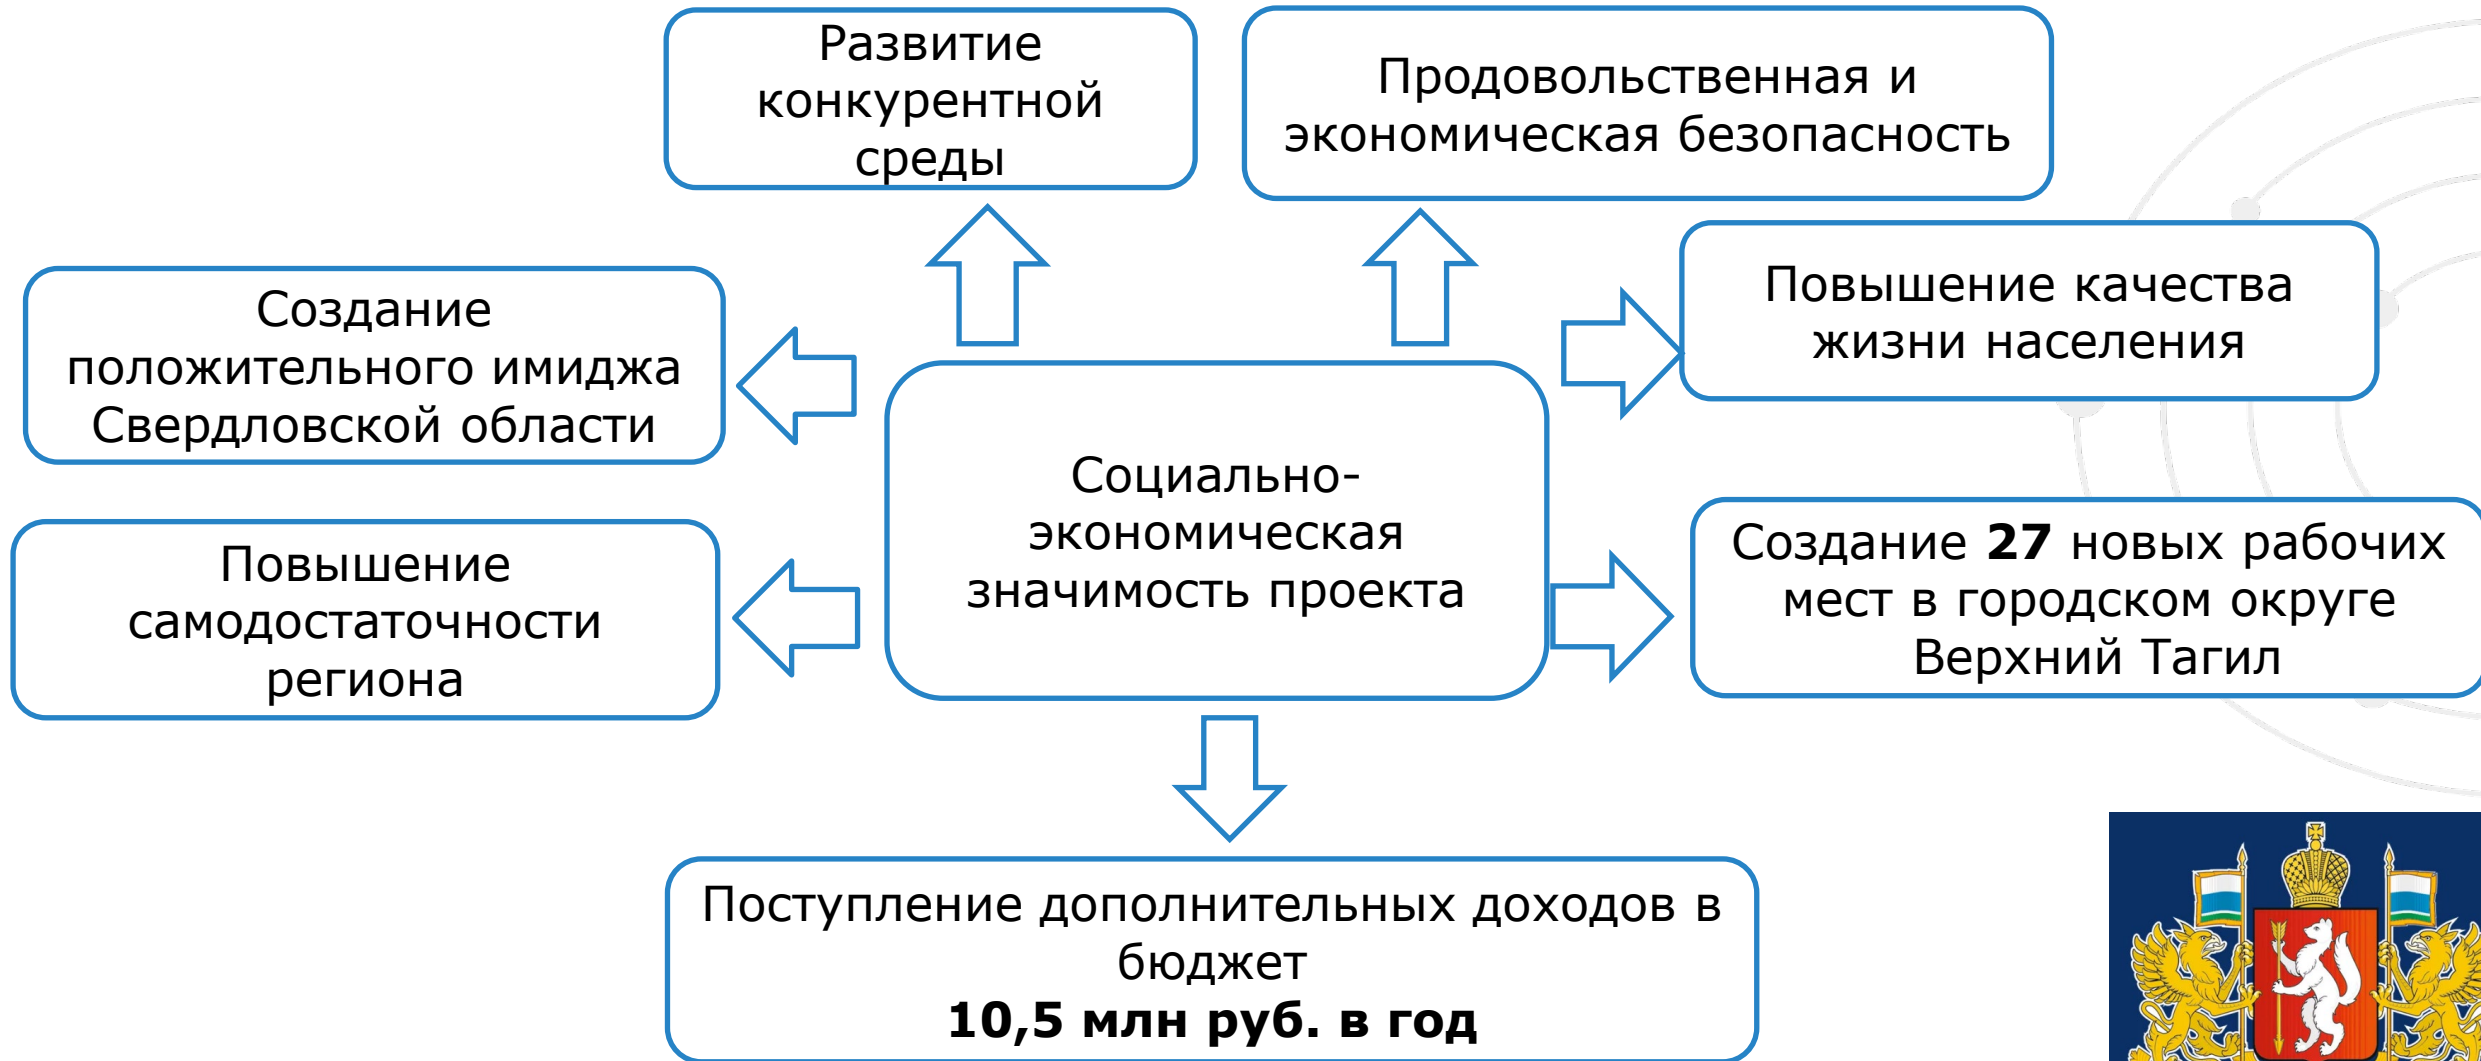 Развитие
конкурентной
среды
Продовольственная и
экономическая безопасность
Создание
положительного имиджа
Свердловской области
Повышение качества
жизни населения
Социально-
экономическая
значимость проекта
Повышение
самодостаточности
региона
Создание 27 новых рабочих
мест в городском округе
Верхний Тагил
Поступление дополнительных доходов в
бюджет
10,5 млн руб. в год